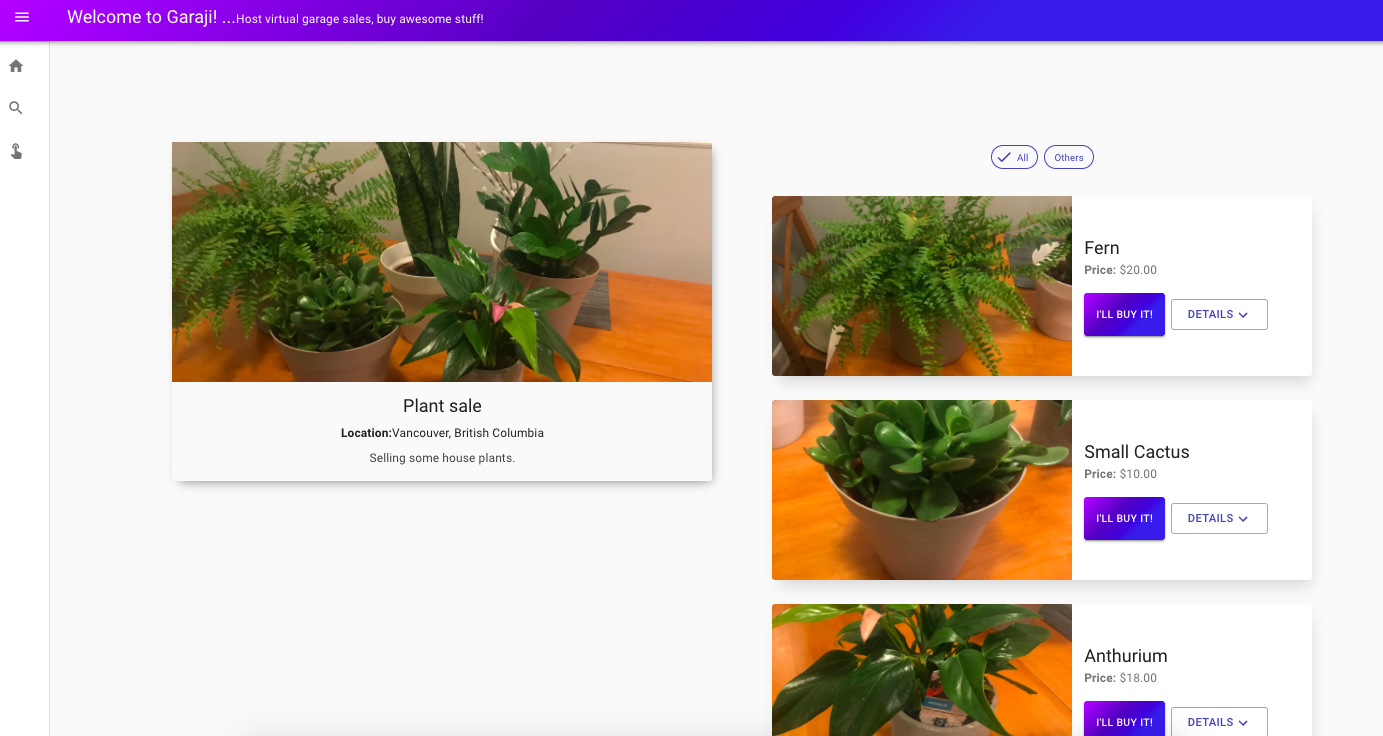 Welcome to Garaji! ...Host virtual garage sales, buy awesome stuff!
Plant sale
Location:Vancouver, British Columbia
Selling some house plants.
All
Others
Fern
Price: $20.00
I'LL BUY IT!
DETAILS
Small Cactus
Price: $10.00
I'LL BUY IT!
DETAILS
Anthurium
Price: $18.00
I'LL BUY IT!
DETAILS